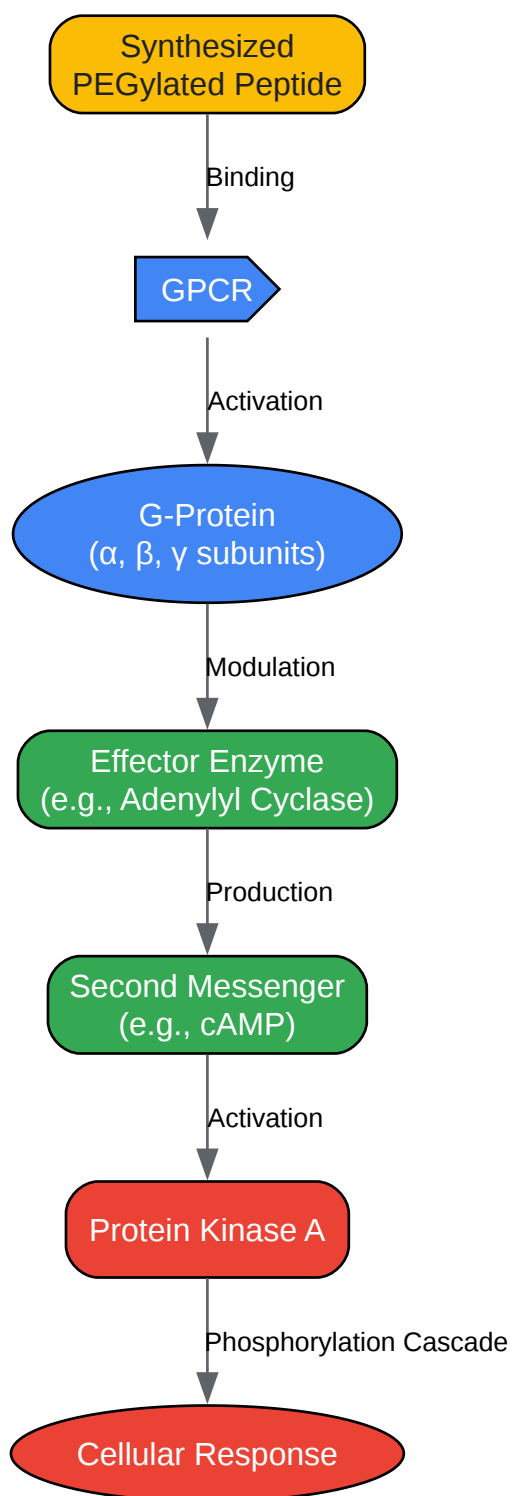 Synthesized
PEGylated Peptide
Binding
GPCR
Activation
G-Protein
(α, β, γ subunits)
Modulation
Effector Enzyme
(e.g., Adenylyl Cyclase)
Production
Second Messenger
(e.g., cAMP)
Activation
Protein Kinase A
Phosphorylation Cascade
Cellular Response